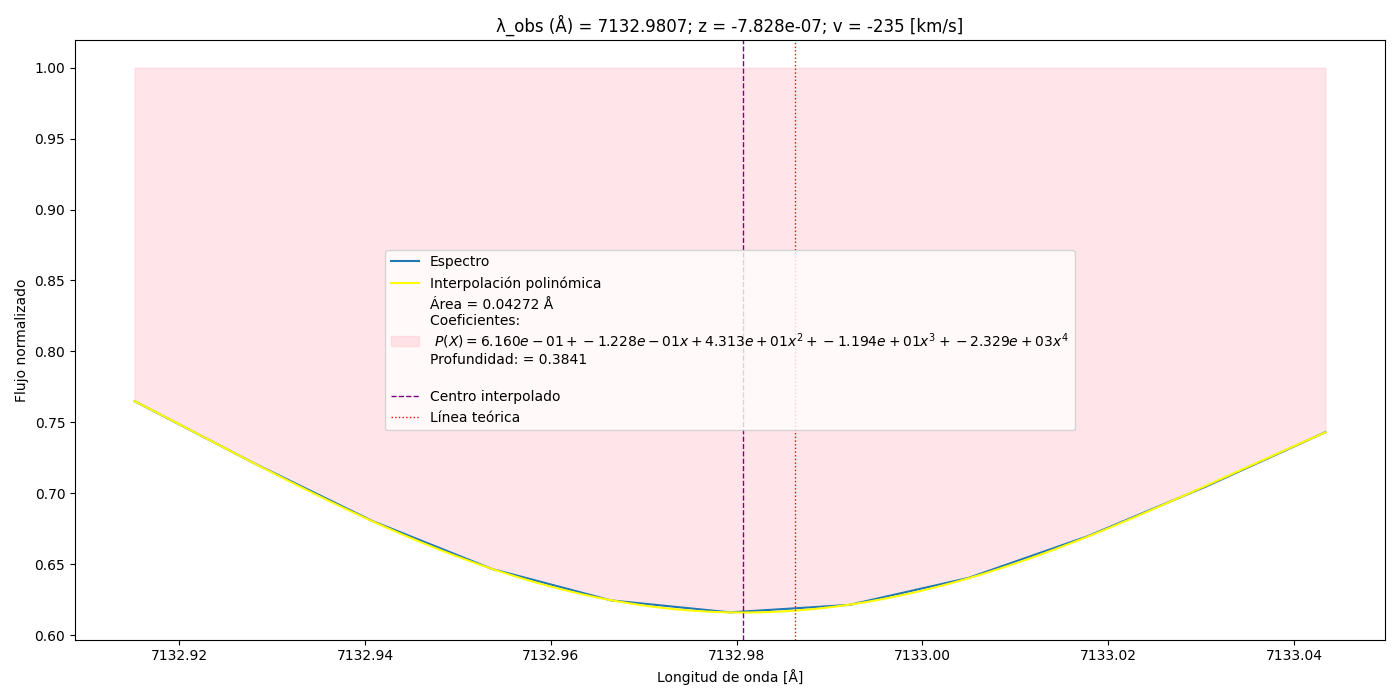 λ_obs (Å) = 7132.9807; z = -7.828e-07; v = -235 [km/s]
1.00
0.95
0.90
0.85
0.80
0.75
0.70
0.65
0.60
Flujo normalizado
Espectro
Interpolación polinómica
Área = 0.04272 Å
Coeficientes:
P(X) = 6.160e − 01 + −1.228e − 01x + 4.313e + 01x² + −1.194e + 01x³ + −2.329e + 03x⁴
Profundidad: = 0.3841
Centro interpolado
Línea teórica
7132.92 7132.94 7132.96 7132.98 7133.00 7133.02 7133.04
Longitud de onda [Å]